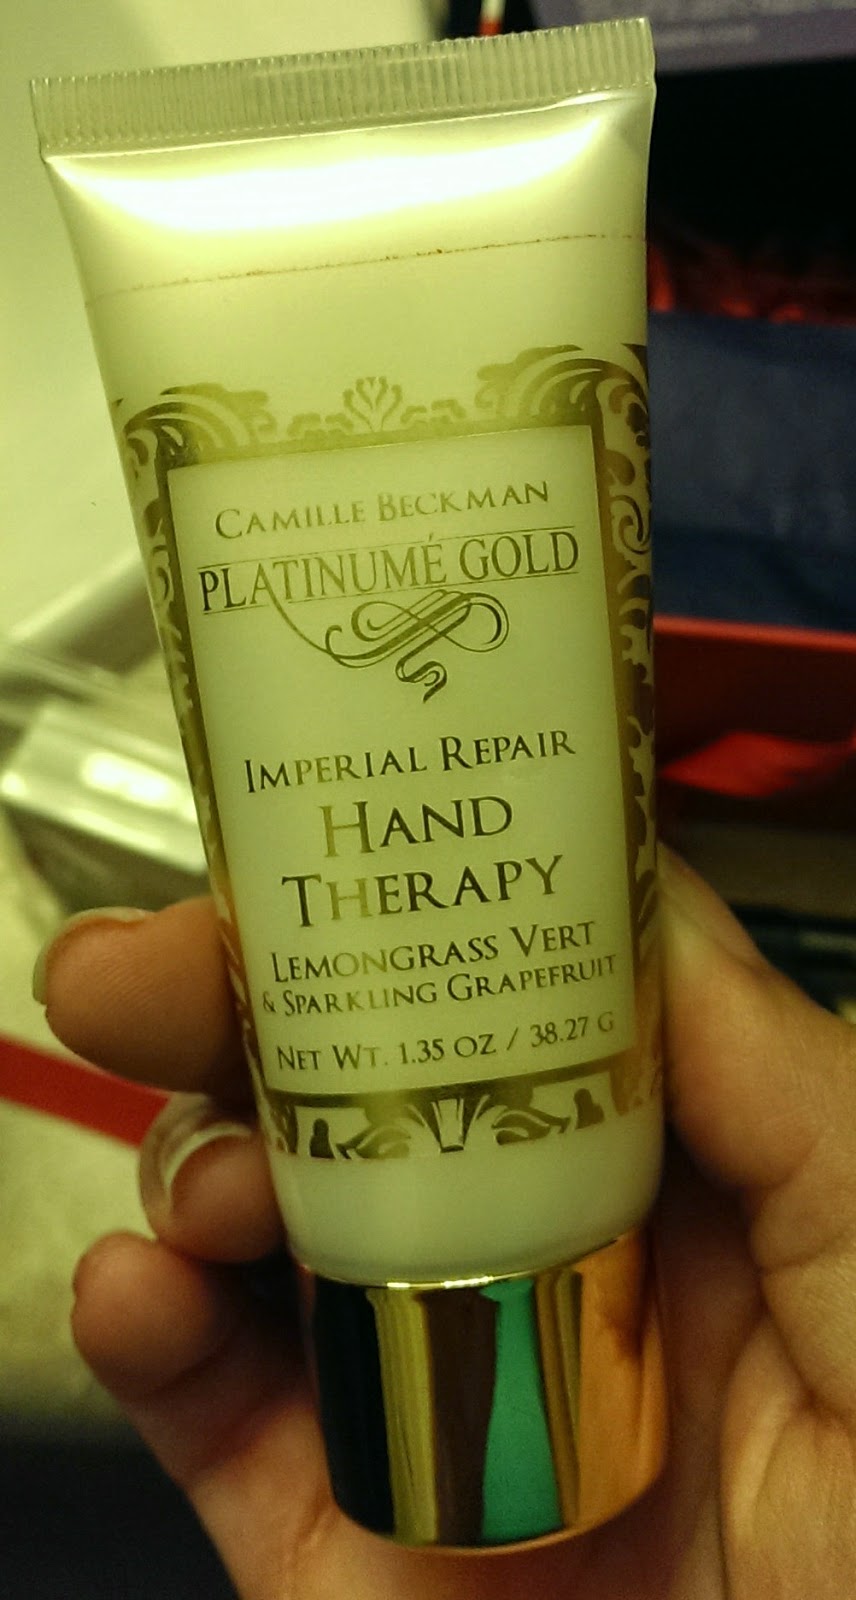 CAMILLE BECKMAN
PLATINUMÉ GOLD
IMPERIAL REPAIR
HAND
THERAPY
LEMONGRASS VERT
& SPARKLING GRAPEFRUIT
NET WT. 1.35 OZ / 38.27 G